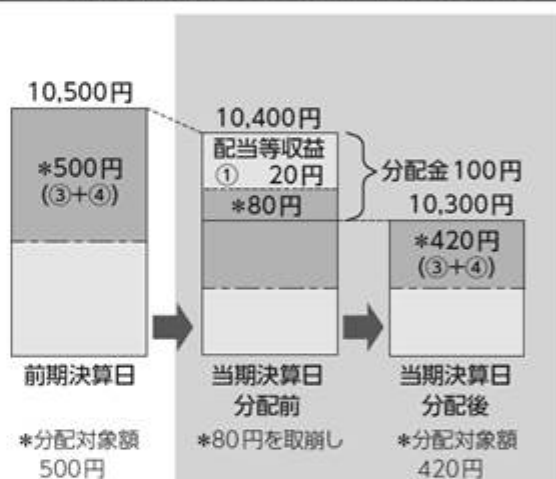 10,500円
*500円
(③+④)
前期決算日
*分配対象額
500円
10,400円
配当等収益
① 20円
*80円
分配金100円
当期決算日
分配前
*80円を取崩し
10,300円
*420円
(③+④)
当期決算日
分配後
*分配対象額
420円